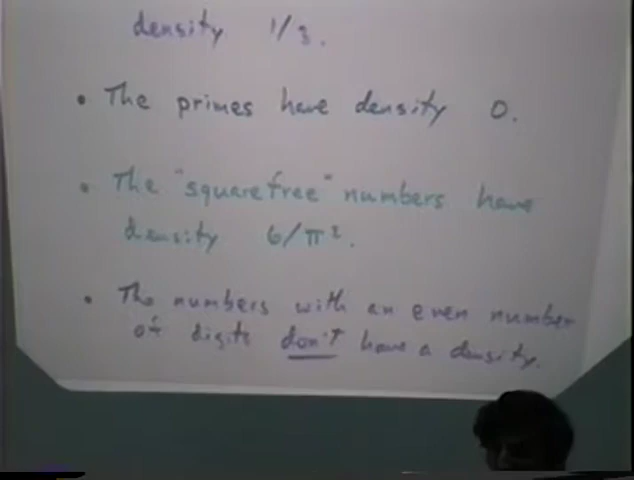 density 1/3.
• The primes have density 0.
• The "squarefree" numbers have
density 6/π².
• The numbers with an even number
of digits don't have a density.